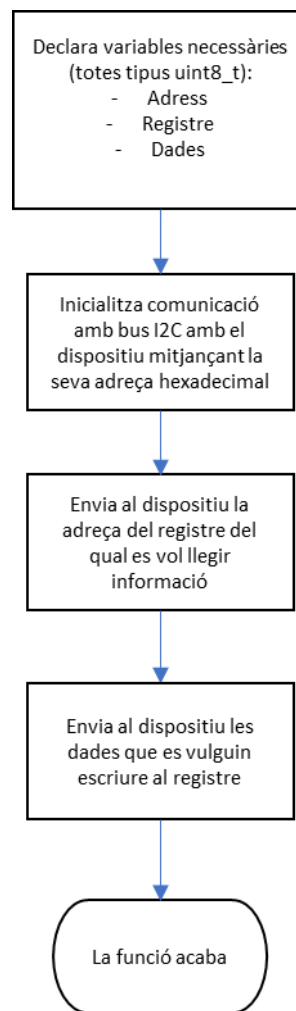 Declara variables necessàries
(totes tipus uint8_t):
- Adress
- Registre
- Dades
Inicialitza comunicació
amb bus I2C amb el
dispositiu mitjançant la
seva adreça hexadecimal
Envia al dispositiu la
adreça del registre del
qual es vol llegir
informació
Envia al dispositiu les
dades que es vulguin
escriure al registre
La funció acaba